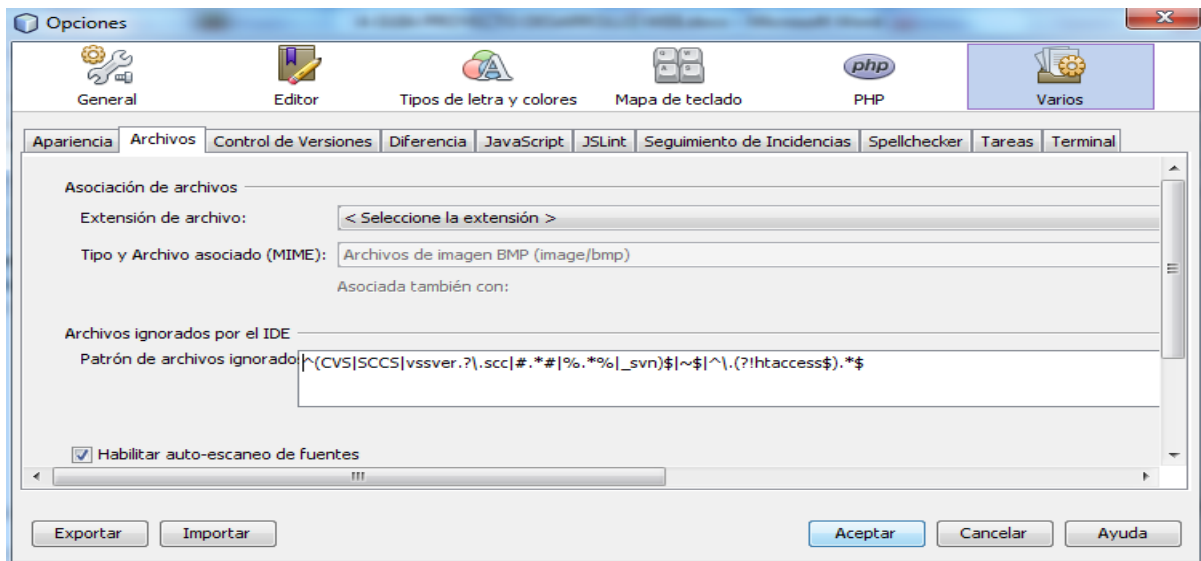 Opciones
General Editor Tipos de letra y colores Mapa de teclado PHP Varios
Apariencia Archivos Control de Versiones Diferencia JavaScript JSLint Seguimiento de Incidencias Spellchecker Tareas Terminal
Asociación de archivos
Extensión de archivo: < Seleccione la extensión >
Tipo y Archivo asociado (MIME): Archivos de imagen BMP (image/bmp)
Asociada también con:
Archivos ignorados por el IDE
Patrón de archivos ignorados ^(CVS|SCCS|vssver.?\.scc|#.*#|%.*%|_svn)$|~$|^\.(?!htaccess$).*$
Habilitar auto-escaneo de fuentes
Exportar Importar Aceptar Cancelar Ayuda